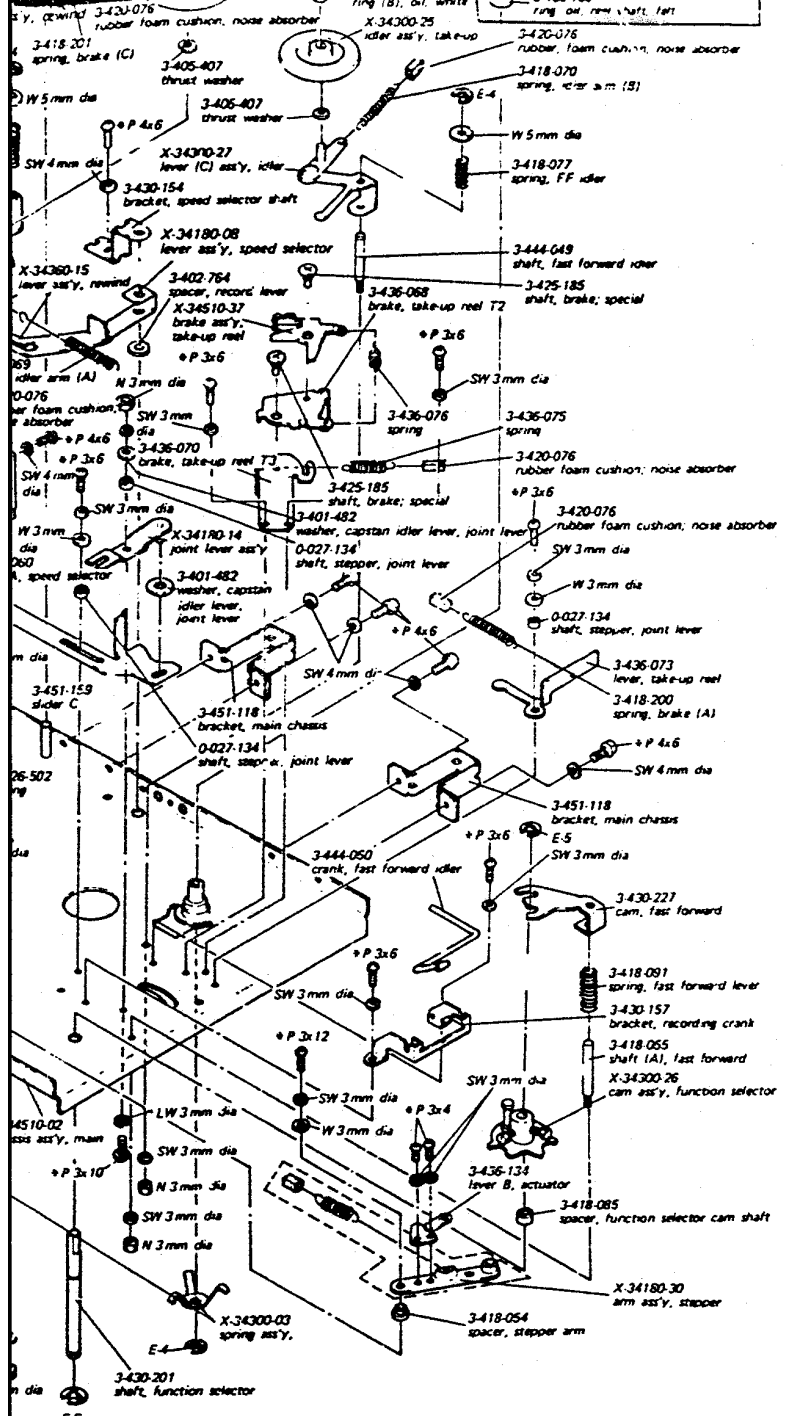 s'y, rewind
3-420-076
rubber foam cushion, noise absorber
ring (B), oil, white
ring, oil, reel shaft, felt
3-418-201
spring, brake (C)
X-34300-25
idler ass'y, take-up
3-420-076
rubber, foam cushion, noise absorber
3-405-407
thrust washer
3-418-070
spring, idler arm (B)
E-4
W 5 mm dia
3-405-407
thrust washer
+P 4x6
W 5 mm dia
X-34300-27
lever (C) ass'y, idler
SW 4 mm dia
3-418-077
spring, FF idler
3-430-154
bracket, speed selector shaft
X-34180-08
lever ass'y, speed selector
3-444-049
shaft, fast forward idler
X-34360-15
lever ass'y, rewind
3-402-764
spacer, record lever
3-436-068
brake, take-up reel T2
3-425-185
shaft, brake; special
X-34510-37
brake ass'y,
take-up reel
+P 3x6
+P 3x6
069
idler arm (A)
N 3 mm dia
SW 3 mm dia
20-076
ber foam cushion,
e absorber
SW 3 mm
dia
3-436-076
spring
3-436-075
spring
+P 4x6
3-436-070
brake, take-up reel T3
3-420-076
rubber foam cushion; noise absorber
+P 3x6
SW 4 mm
dia
3-425-185
shaft, brake; special
+P 3x6
SW 3 mm dia
3-401-482
washer, capstan idler lever, joint lever
3-420-076
rubber foam cushion; noise absorber
W 3 mm
dia
X-34180-14
joint lever ass'y
0-027-134
shaft, stepper, joint lever
SW 3 mm dia
060
A, speed selector
3-401-482
washer, capstan
idler lever,
joint lever
W 3 mm dia
+P 4x6
0-027-134
shaft, stepper, joint lever
m dia
SW 4 mm dia
3-436-073
lever, take-up reel
3-451-159
slider C
3-451-118
bracket, main chassis
3-418-200
spring, brake (A)
0-027-134
shaft, stepper, joint lever
+P 4x6
26-502
ng
SW 4 mm dia
3-451-118
bracket, main chassis
dia
+P 3x6
E-5
3-444-050
crank, fast forward idler
SW 3 mm dia
3-430-227
cam, fast forward
+P 3x6
3-418-091
spring, fast forward lever
SW 3 mm dia
3-430-157
bracket, recording crank
+P 3x12
3-418-055
shaft (A), fast forward
SW 3 mm dia
SW 3 mm dia
X-34300-26
cam ass'y, function selector
LW 3 mm dia
+P 3x4
34510-02
ssis ass'y, main
W 3 mm dia
SW 3 mm dia
+P 3x10
3-436-134
lever B, actuator
N 3 mm dia
3-418-085
spacer, function selector cam shaft
SW 3 mm dia
N 3 mm dia
X-34180-30
arm ass'y, stepper
X-34300-03
spring ass'y,
3-418-054
spacer, stepper arm
E-4
3-430-201
shaft, function selector
m dia